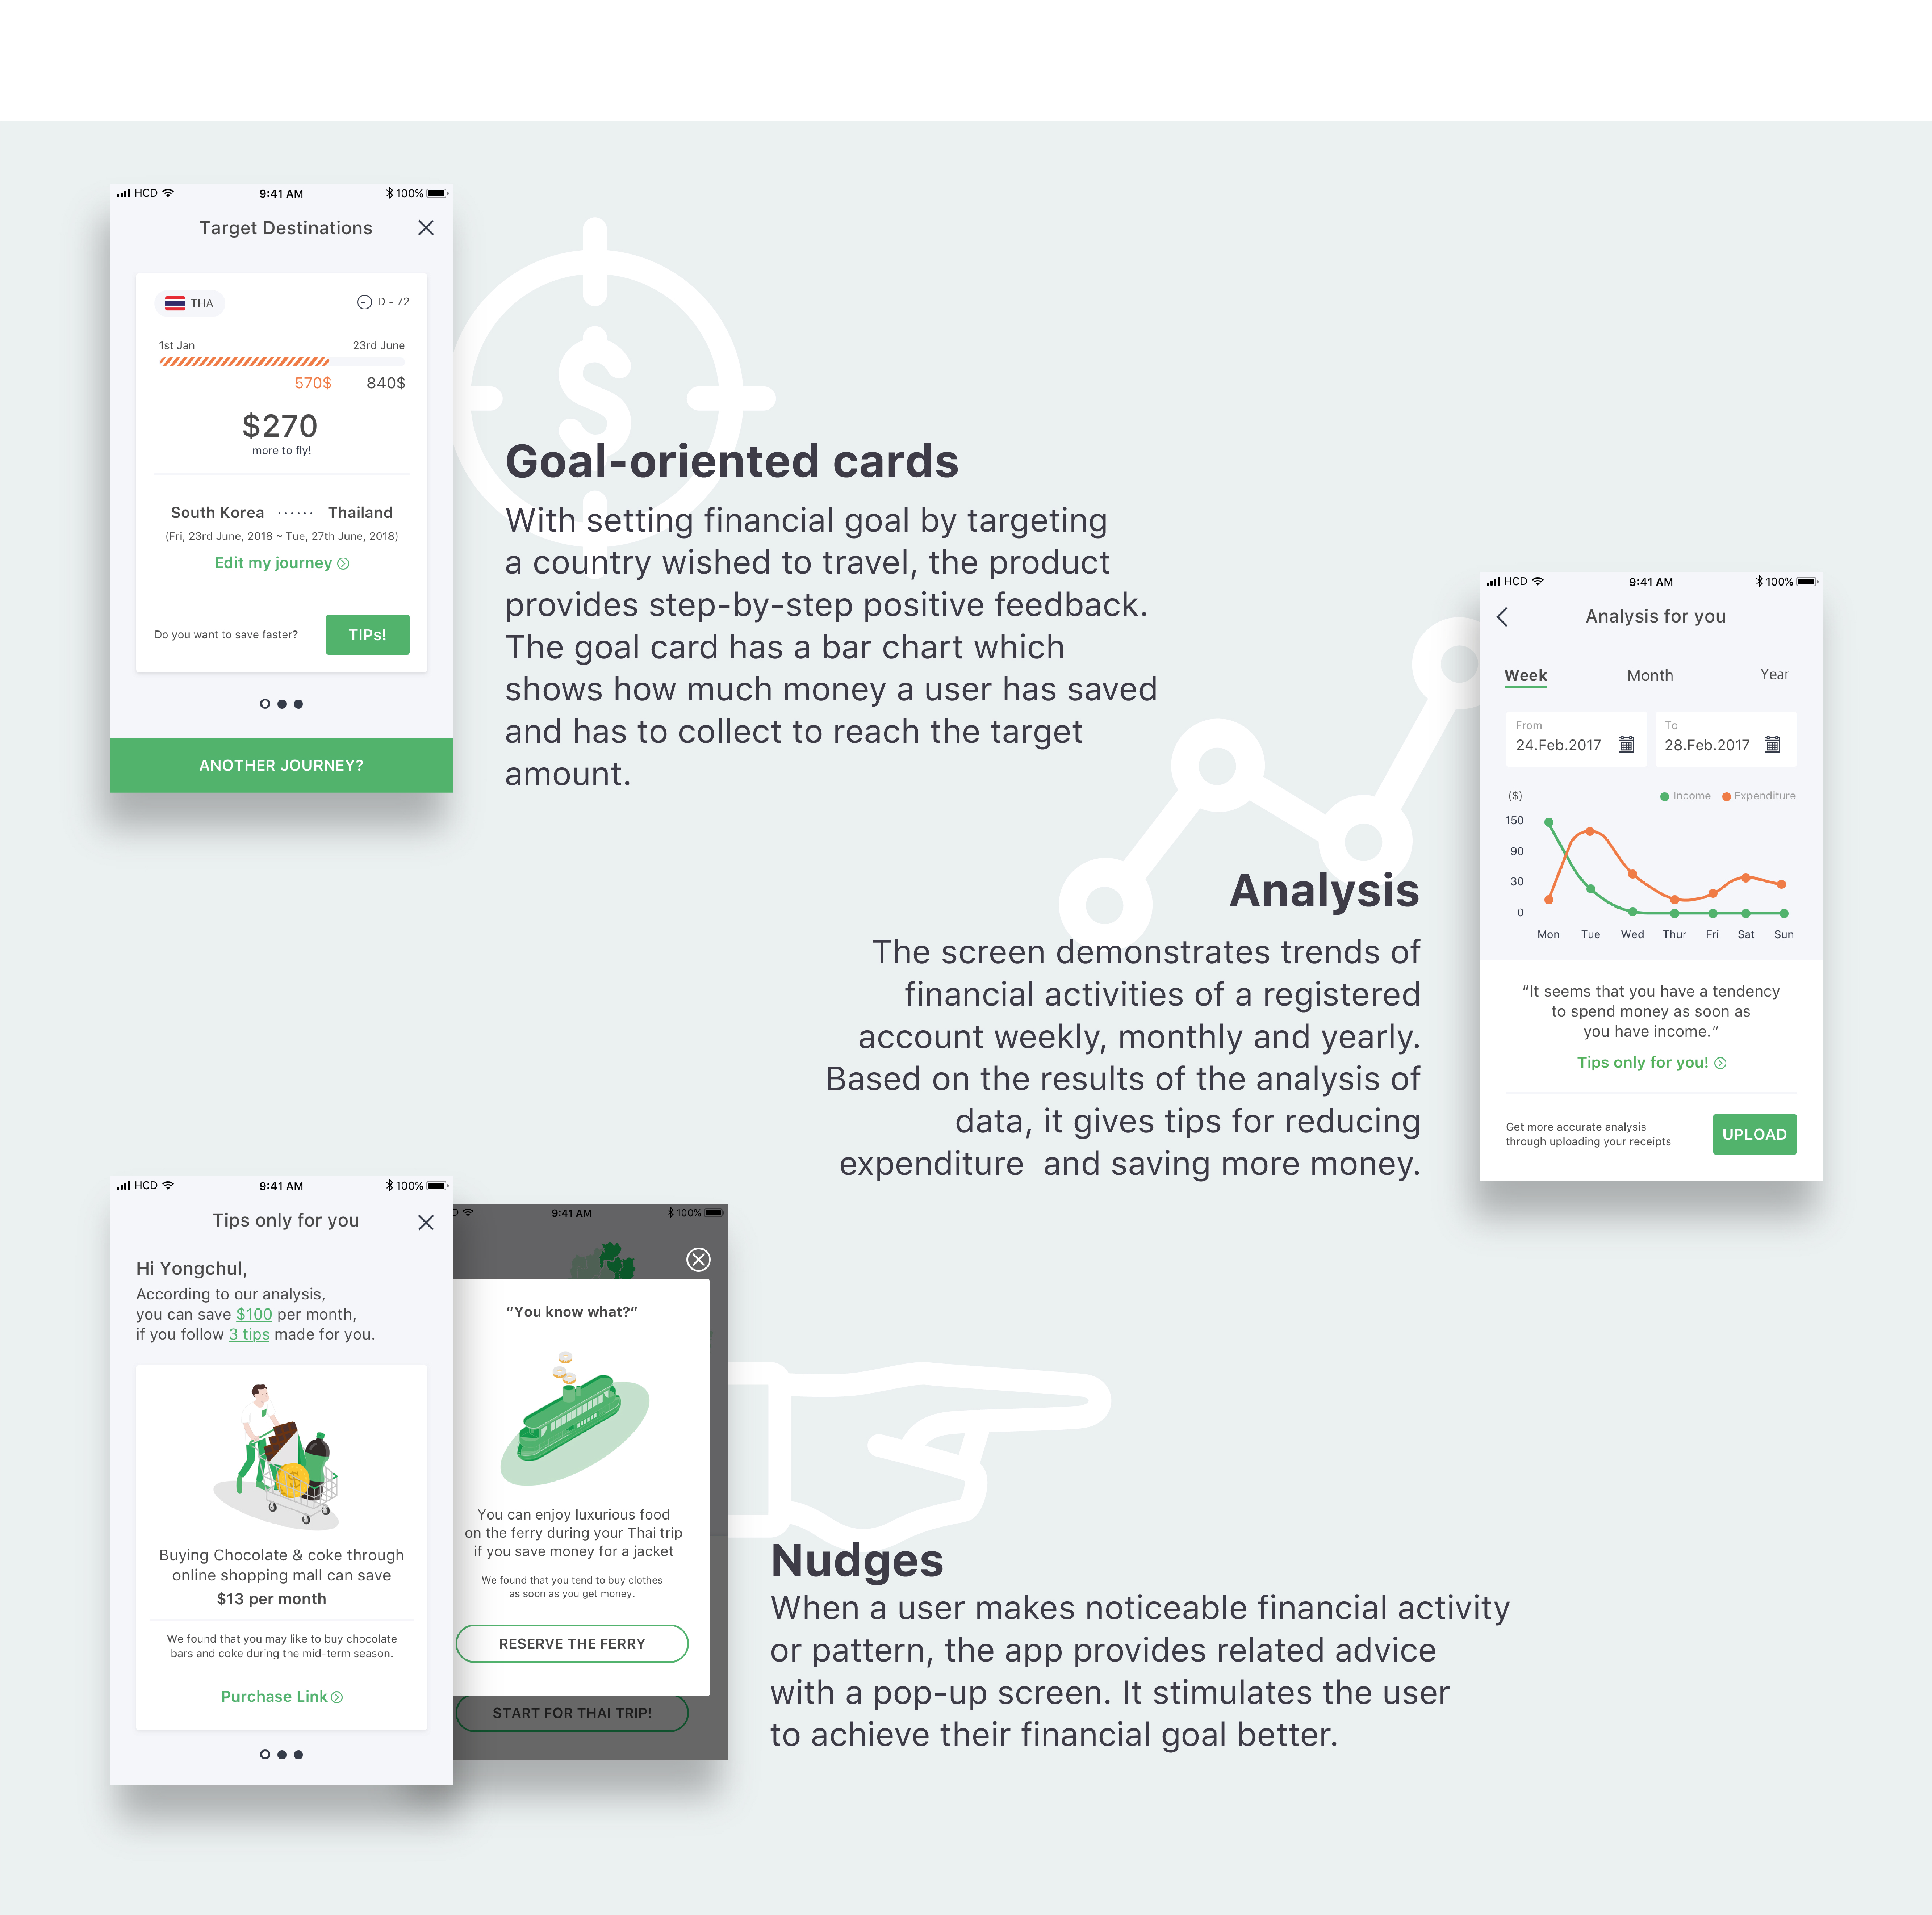 HCD 9:41 AM 100%
Target Destinations
THA D - 72
1st Jan 23rd June
570$ 840$
$270
more to fly!
South Korea ······ Thailand
(Fri, 23rd June, 2018 ~ Tue, 27th June, 2018)
Edit my journey
Do you want to save faster? TIPs!
ANOTHER JOURNEY?
$
Goal-oriented cards
With setting financial goal by targeting
a country wished to travel, the product
provides step-by-step positive feedback.
The goal card has a bar chart which
shows how much money a user has saved
and has to collect to reach the target
amount.
HCD 9:41 AM 100%
Analysis for you
Week Month Year
From To
24.Feb.2017 28.Feb.2017
($) Income Expenditure
150
90
30
0
Mon Tue Wed Thur Fri Sat Sun
“It seems that you have a tendency
to spend money as soon as
you have income.”
Tips only for you!
Get more accurate analysis
through uploading your receipts
UPLOAD
Analysis
The screen demonstrates trends of
financial activities of a registered
account weekly, monthly and yearly.
Based on the results of the analysis of
data, it gives tips for reducing
expenditure and saving more money.
HCD 9:41 AM 100%
Tips only for you
Hi Yongchul,
According to our analysis,
you can save $100 per month,
if you follow 3 tips made for you.
$
Buying Chocolate & coke through
online shopping mall can save
$13 per month
We found that you may like to buy chocolate
bars and coke during the mid-term season.
Purchase Link
D 9:41 AM 100%
“You know what?”
You can enjoy luxurious food
on the ferry during your Thai trip
if you save money for a jacket
We found that you tend to buy clothes
as soon as you get money.
RESERVE THE FERRY
START FOR THAI TRIP!
Nudges
When a user makes noticeable financial activity
or pattern, the app provides related advice
with a pop-up screen. It stimulates the user
to achieve their financial goal better.